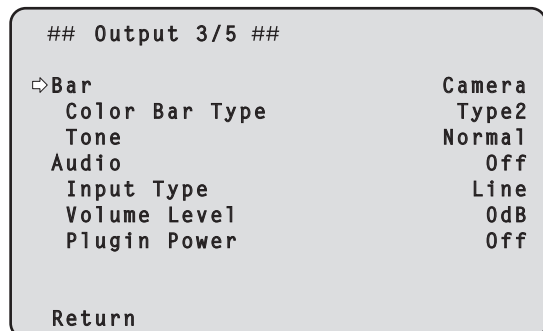 ## Output 3/5 ##
⇨Bar Camera
Color Bar Type Type2
Tone Normal
Audio Off
Input Type Line
Volume Level 0dB
Plugin Power Off
Return